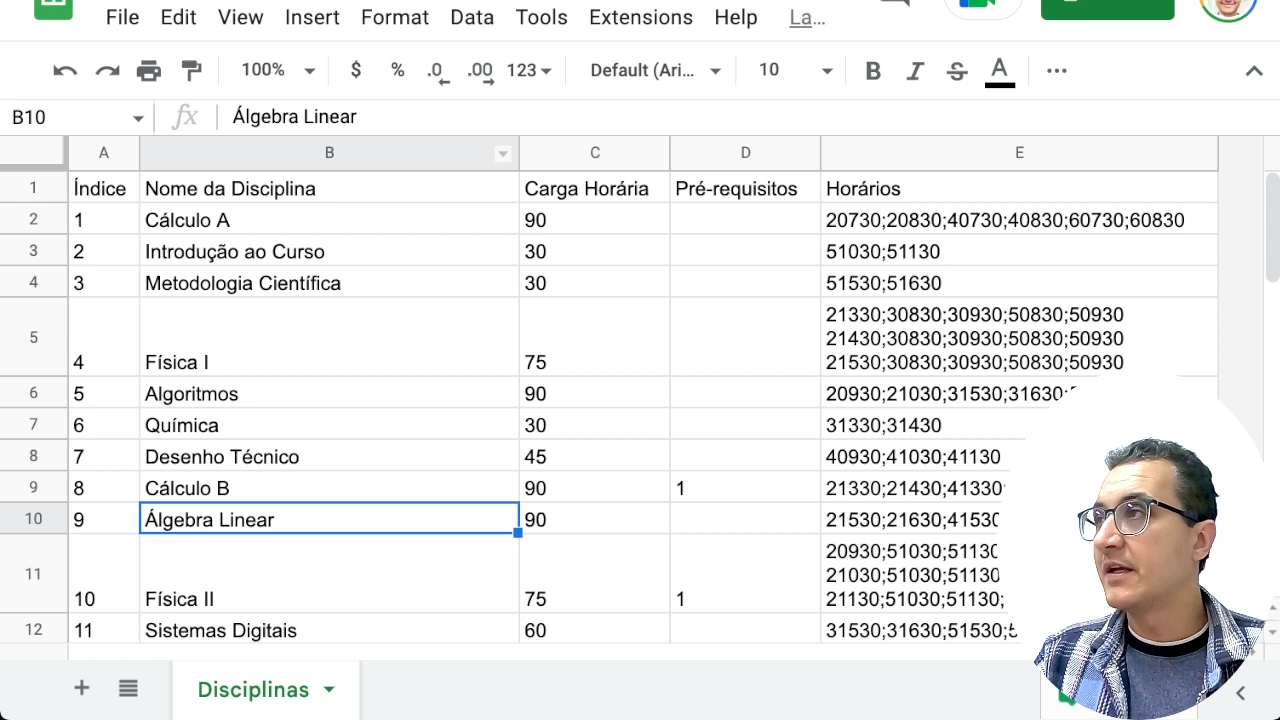 File Edit View Insert Format Data Tools Extensions Help La...
100% $ % .0 .00 123 Default (Ari... 10 B I S A
B10 fx Álgebra Linear
A B C D E
1 Índice Nome da Disciplina Carga Horária Pré-requisitos Horários
2 1 Cálculo A 90 20730;20830;40730;40830;60730;60830
3 2 Introdução ao Curso 30 51030;51130
4 3 Metodologia Científica 30 51530;51630
21330;30830;30930;50830;50930
21430;30830;30930;50830;50930
5 4 Física I 75 21530;30830;30930;50830;50930
6 5 Algoritmos 90 20930;21030;31530;31630;
7 6 Química 30 31330;31430
8 7 Desenho Técnico 45 40930;41030;41130
9 8 Cálculo B 90 1 21330;21430;41330
10 9 Álgebra Linear 90 21530;21630;41530
20930;51030;51130
21030;51030;51130
11 10 Física II 75 1 21130;51030;51130;
12 11 Sistemas Digitais 60 31530;31630;51530;
+ Disciplinas